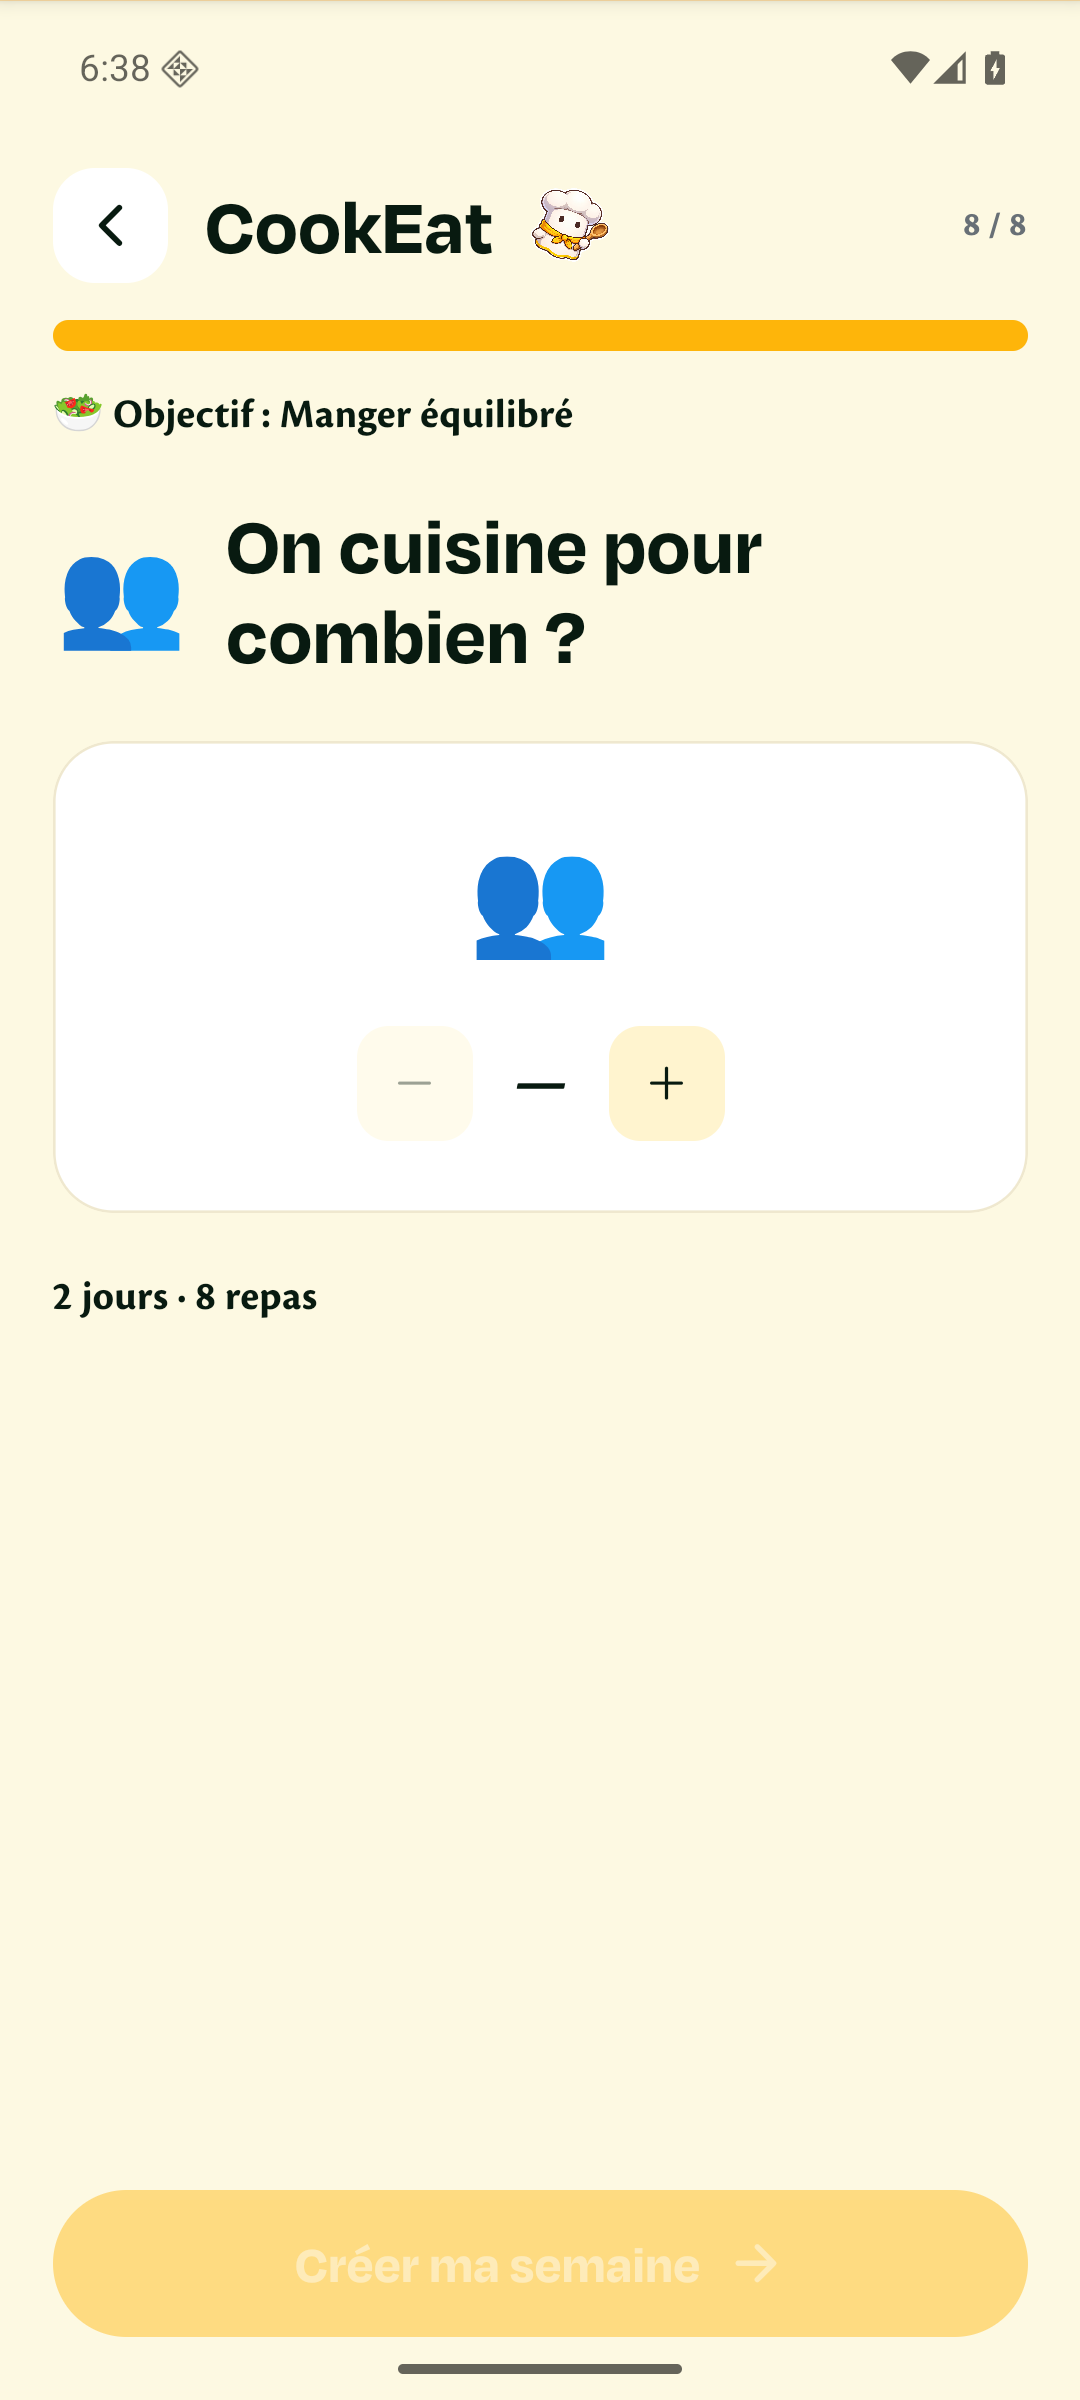 6:38
CookEat
8 / 8
Objectif : Manger équilibré
On cuisine pour
combien ?
—
2 jours · 8 repas
Créer ma semaine →